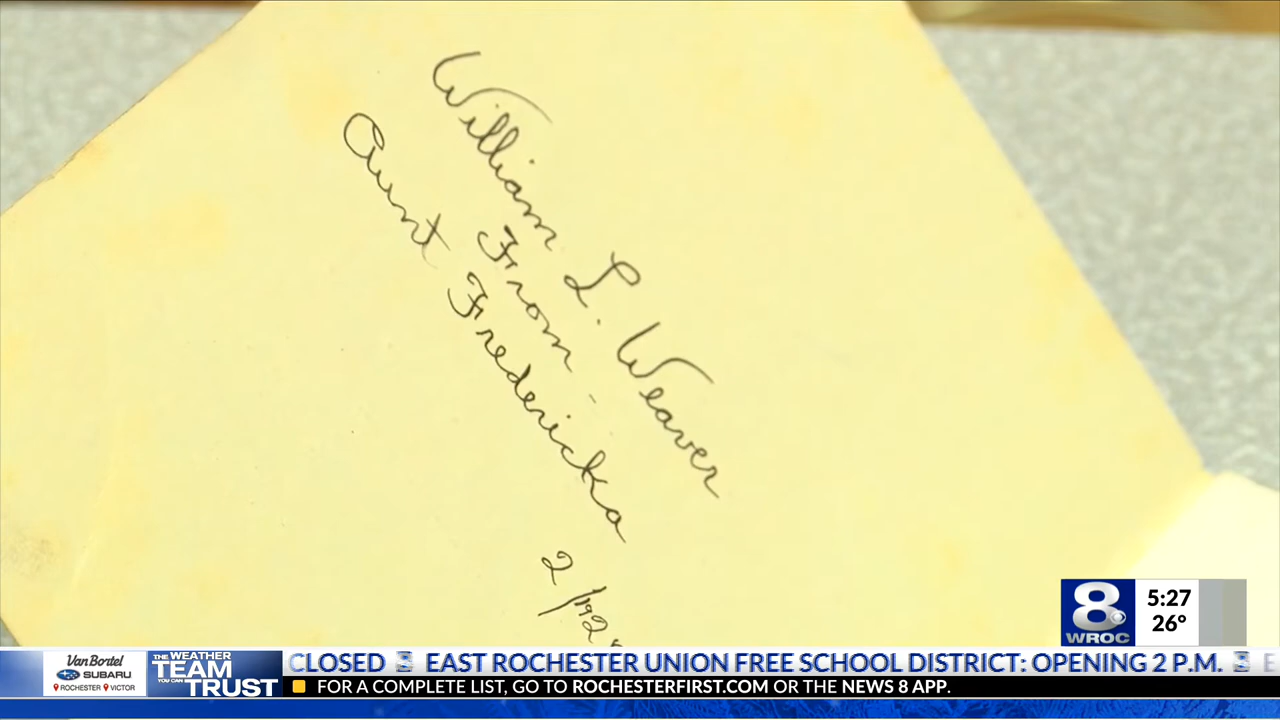 William L. Weaver
From -
Aunt Fredericka
8
WROC
5:27
26°
Van Bortel
SUBARU
ROCHESTER VICTOR
THE WEATHER
TEAM
YOU CAN
TRUST
CLOSED EAST ROCHESTER UNION FREE SCHOOL DISTRICT: OPENING 2 P.M. E
FOR A COMPLETE LIST, GO TO ROCHESTERFIRST.COM OR THE NEWS 8 APP.